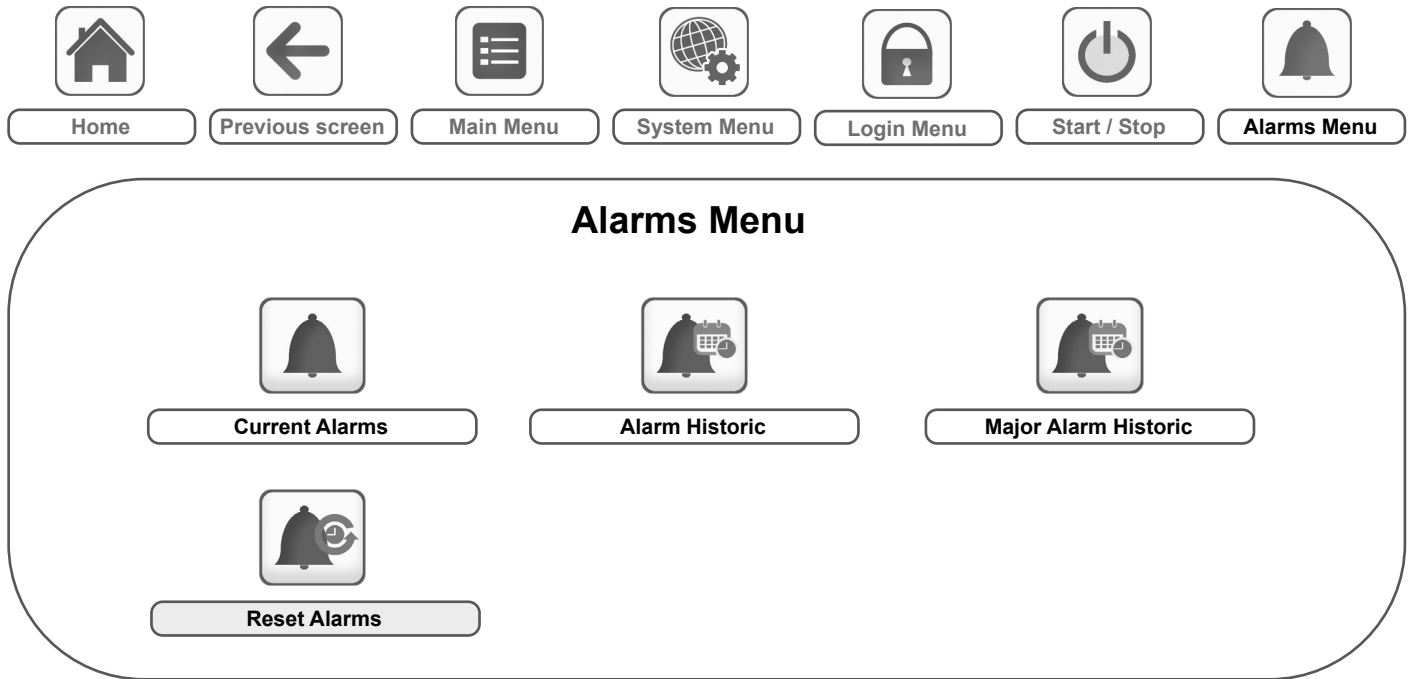 Home
Previous screen
Main Menu
System Menu
Login Menu
Start / Stop
Alarms Menu
Alarms Menu
Current Alarms
Alarm Historic
Major Alarm Historic
Reset Alarms